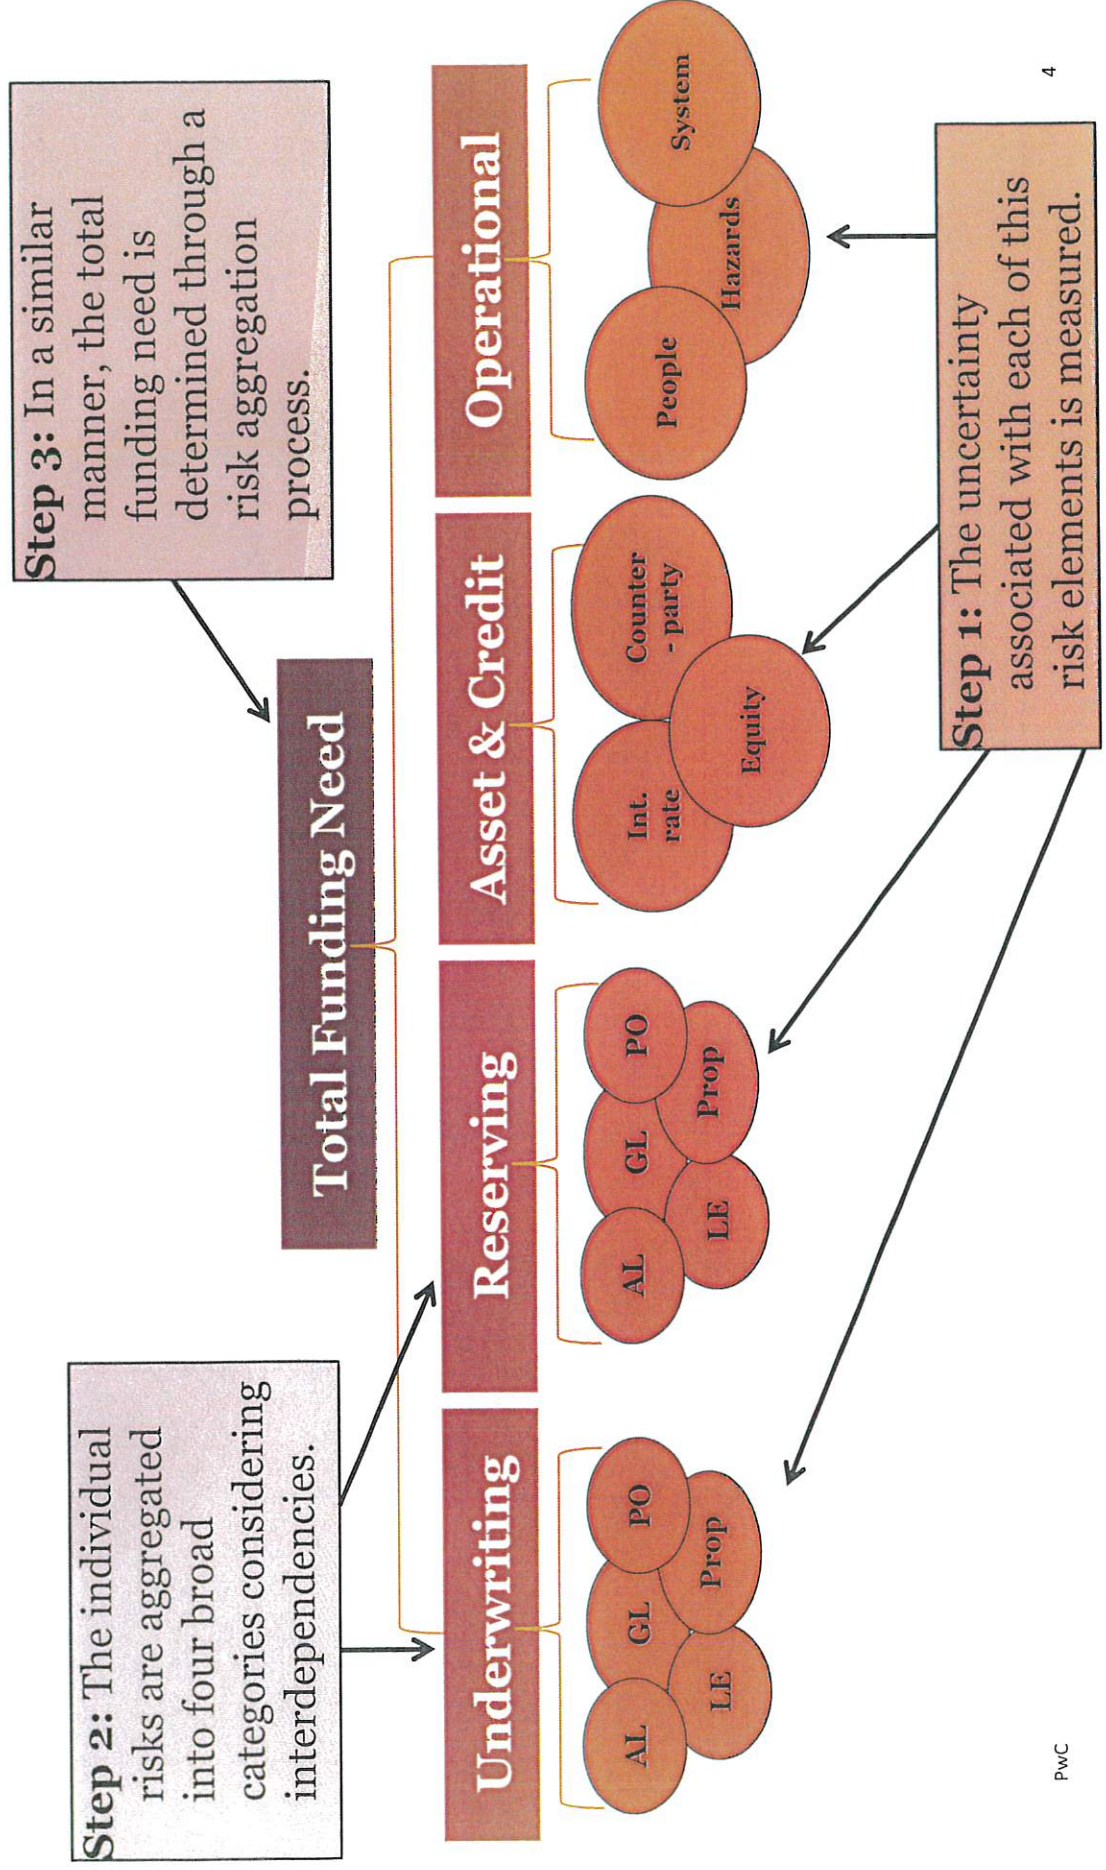 Step 2: The individual
risks are aggregated
into four broad
categories considering
interdependencies.
Step 3: In a similar
manner, the total
funding need is
determined through a
risk aggregation
process.
Total Funding Need
Underwriting
Reserving
Asset & Credit
Operational
AL
GL
PO
LE
Prop
AL
GL
PO
LE
Prop
Int.
rate
Counter
- party
Equity
People
Hazards
System
Step 1: The uncertainty
associated with each of this
risk elements is measured.
PwC
4